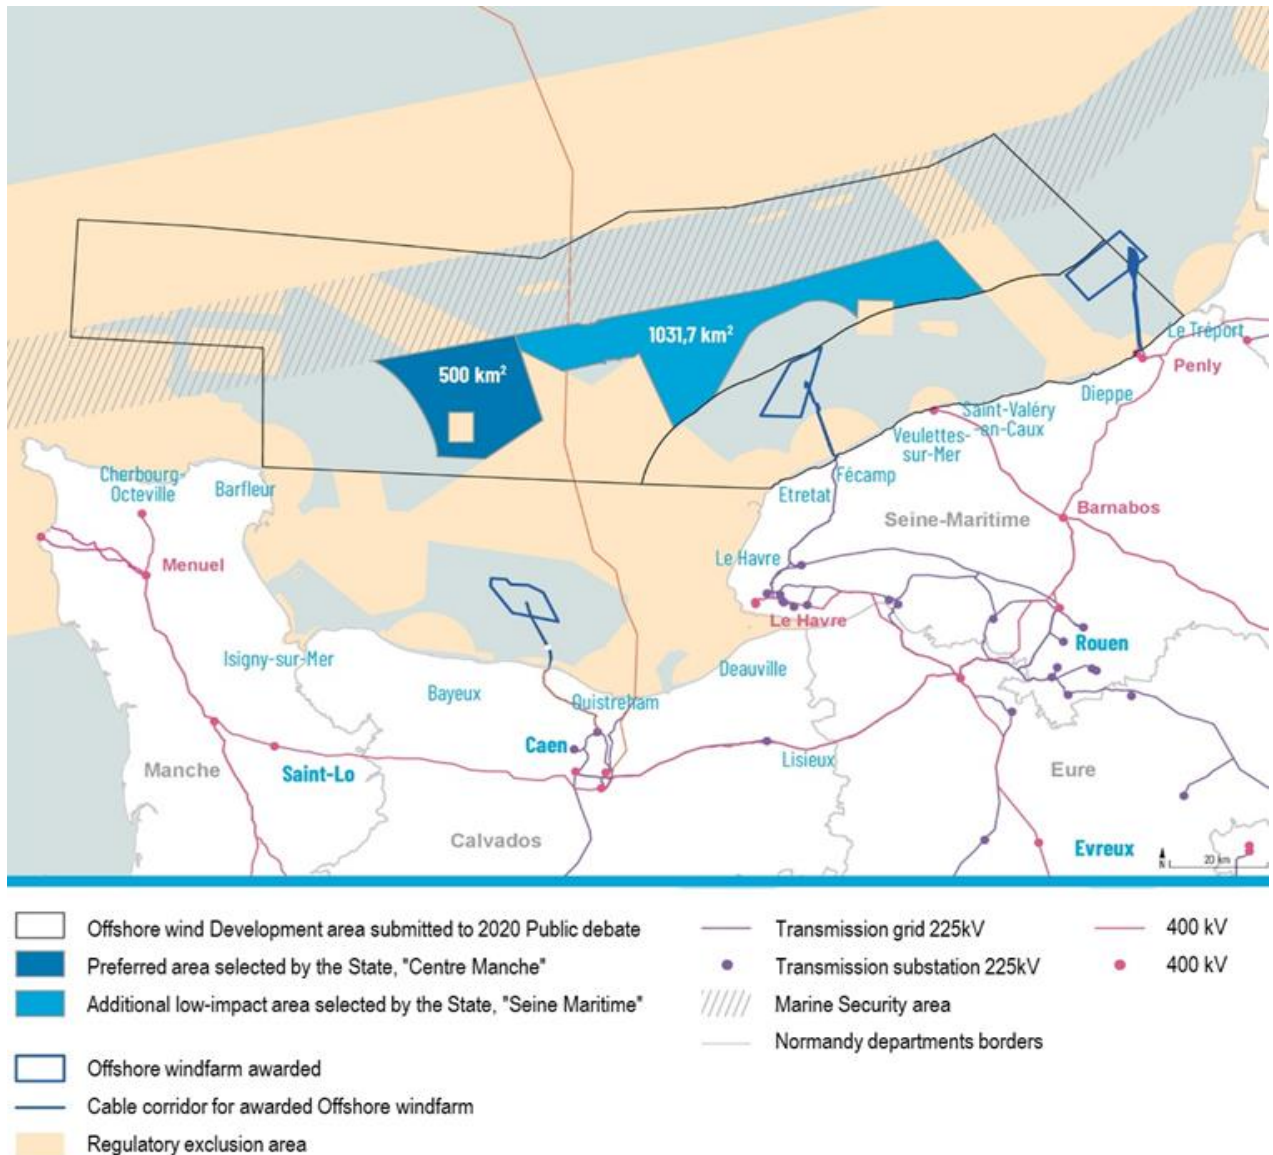 1031,7 km²
500 km²
Le Tréport
Penly
Dieppe
Saint-Valéry
-en-Caux
Veulettes-
sur-Mer
Fécamp
Etretat
Cherbourg-
Octeville
Barfleur
Seine-Maritime
Barnabos
Menuel
Le Havre
Le Havre
Rouen
Isigny-sur-Mer
Deauville
Bayeux
Ouistreham
Caen
Lisieux
Manche
Saint-Lo
Eure
Calvados
Evreux
N
20 km
Offshore wind Development area submitted to 2020 Public debate
Preferred area selected by the State, "Centre Manche"
Additional low-impact area selected by the State, "Seine Maritime"
Offshore windfarm awarded
Cable corridor for awarded Offshore windfarm
Regulatory exclusion area
Transmission grid 225kV
Transmission substation 225kV
Marine Security area
Normandy departments borders
400 kV
400 kV